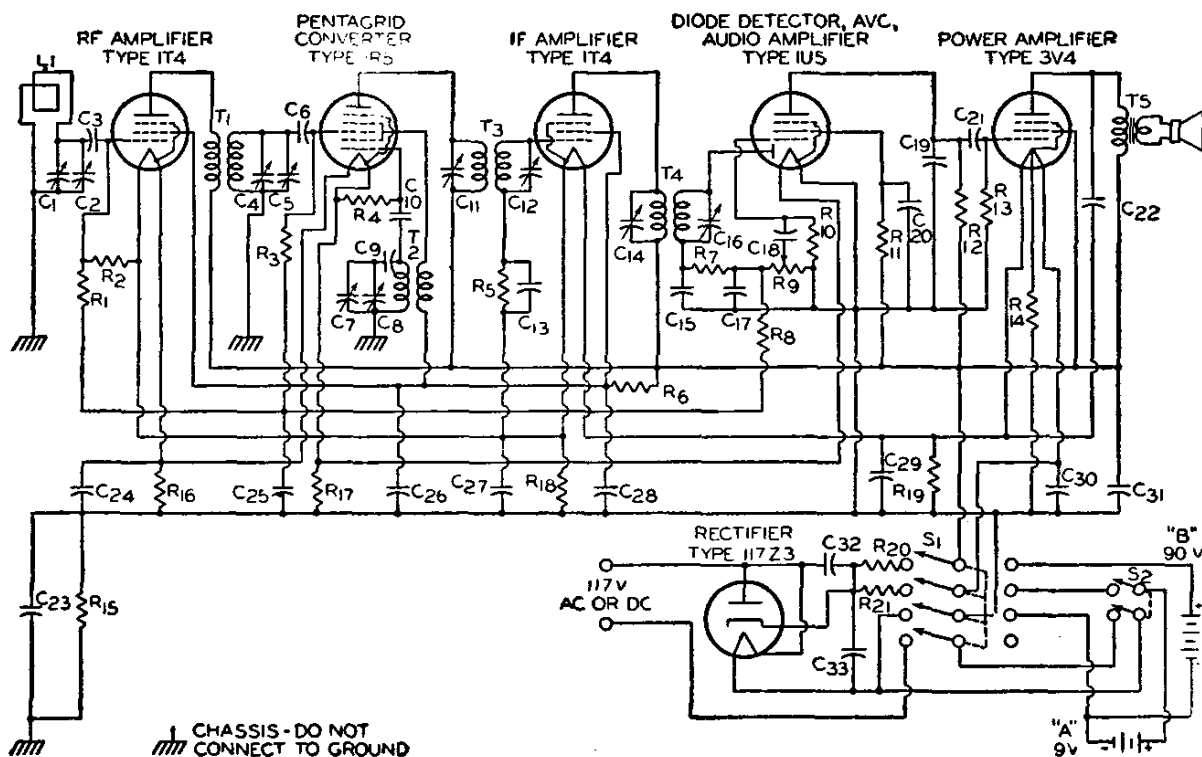 RF AMPLIFIER
TYPE 1T4
PENTAGRID
CONVERTER
TYPE 1R5
IF AMPLIFIER
TYPE 1T4
DIODE DETECTOR, AVC,
AUDIO AMPLIFIER
TYPE 1U5
POWER AMPLIFIER
TYPE 3V4
L1
C3
C1
C2
T1
C6
C4
C5
R4
C10
T3
C11
C12
T4
C14
C16
C18
R10
C19
R11
C20
C21
R12
R13
T5
C22
R2
R1
R3
C9
T2
C7
C8
R5
C13
R7
R9
C15
C17
R8
R14
R6
C24
R16
C25
R17
C26
C27
R18
C28
C29
R19
C30
C31
C23
R15
RECTIFIER
TYPE 117Z3
C32
R20
S1
"B"
90 V
117V
AC OR DC
R21
S2
C33
CHASSIS - DO NOT
CONNECT TO GROUND
"A"
9V